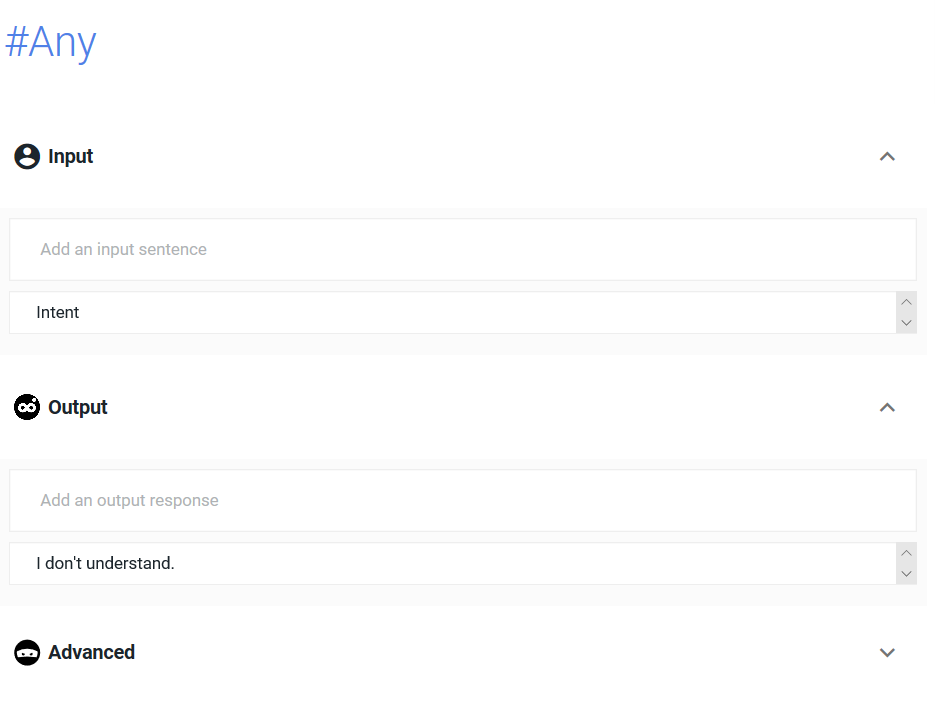 #Any
Input
Add an input sentence
Intent
Output
Add an output response
I don't understand.
Advanced